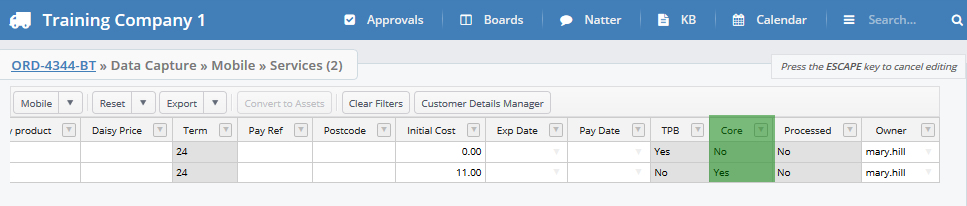 Training Company 1 Approvals Boards Natter KB Calendar Search...
ORD-4344-BT » Data Capture » Mobile » Services (2)
Press the ESCAPE key to cancel editing
Mobile Reset Export Convert to Assets Clear Filters Customer Details Manager
product Daisy Price Term Pay Ref Postcode Initial Cost Exp Date Pay Date TPB Core Processed Owner
24 0.00 Yes No No mary.hill
24 11.00 No Yes No mary.hill